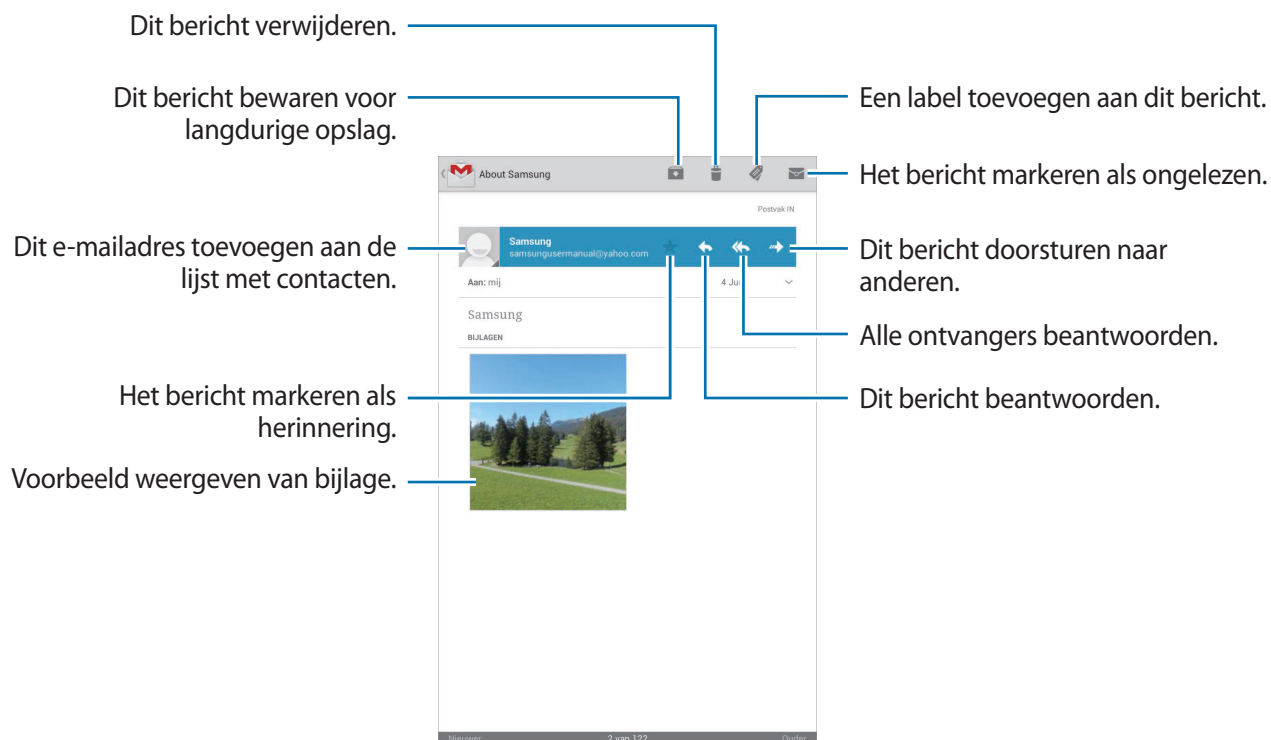 Dit bericht verwijderen.
Dit bericht bewaren voor
langdurige opslag.
Een label toevoegen aan dit bericht.
Het bericht markeren als ongelezen.
About Samsung
Postvak IN
Dit e-mailadres toevoegen aan de
lijst met contacten.
Samsung
samsungusermanual@yahoo.com
Dit bericht doorsturen naar
anderen.
Aan: mij
4 Ju
Samsung
BIJLAGEN
Alle ontvangers beantwoorden.
Het bericht markeren als
herinnering.
Dit bericht beantwoorden.
Voorbeeld weergeven van bijlage.
Nieuwer 2 van 122 Ouder